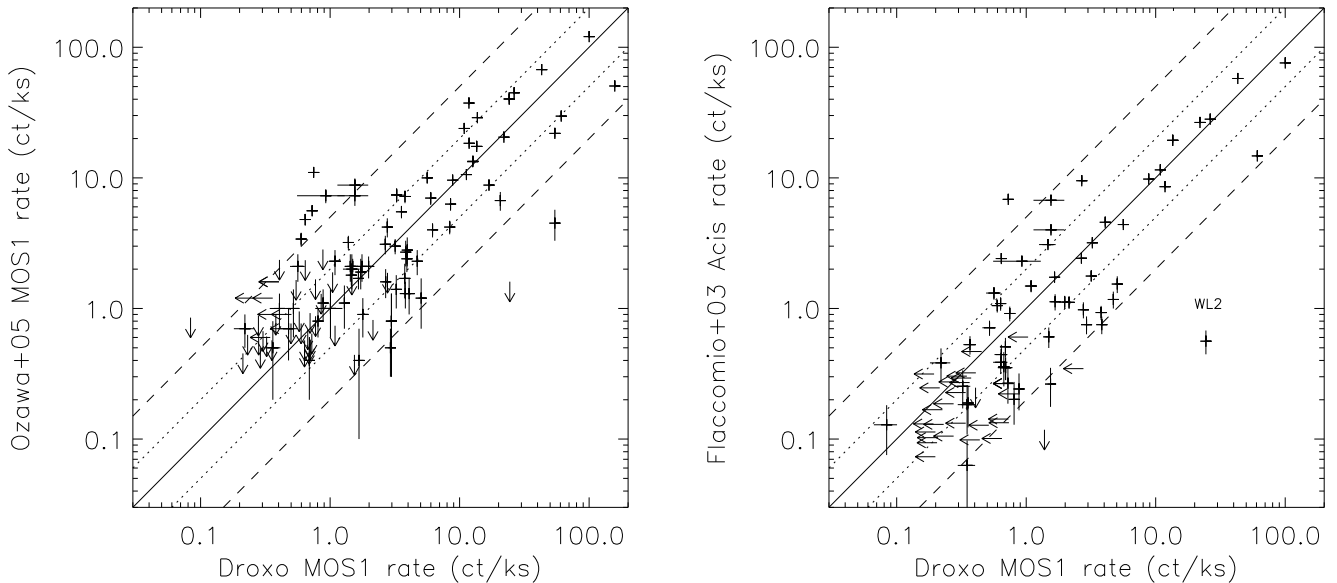 Ozawa+05 MOS1 rate (ct/ks)
100.0
10.0
1.0
0.1
0.1 1.0 10.0 100.0
Droxo MOS1 rate (ct/ks)
Flaccomio+03 Acis rate (ct/ks)
100.0
10.0
1.0
0.1
WL2
0.1 1.0 10.0 100.0
Droxo MOS1 rate (ct/ks)